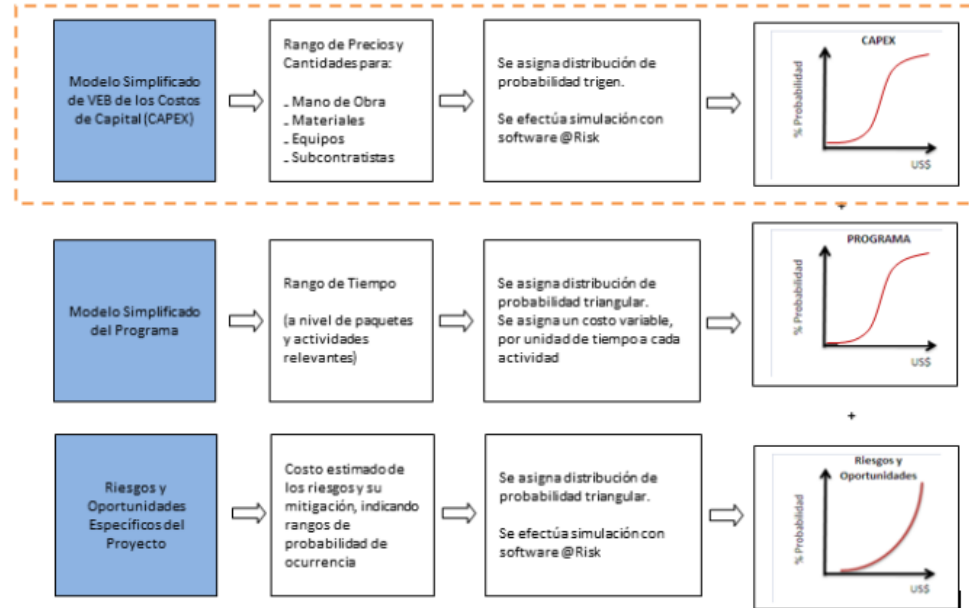 Modelo Simplificado
de VEB de los Costos
de Capital (CAPEX)
Rango de Precios y
Cantidades para:
- Mano de Obra
- Materiales
- Equipos
- Subcontratistas
Se asigna distribución de
probabilidad trigen.
Se efectúa simulación con
software @Risk
CAPEX
% Probabilidad
US$
+
Modelo Simplificado
del Programa
Rango de Tiempo
(a nivel de paquetes
y actividades
relevantes)
Se asigna distribución de
probabilidad triangular.
Se asigna un costo variable,
por unidad de tiempo a cada
actividad
PROGRAMA
% Probabilidad
US$
+
Riesgos y
Oportunidades
Específicos del
Proyecto
Costo estimado de
los riesgos y su
mitigación, indicando
rangos de
probabilidad de
ocurrencia
Se asigna distribución de
probabilidad triangular.
Se efectúa simulación con
software @Risk
Riesgos y
Oportunidades
% Probabilidad
US$